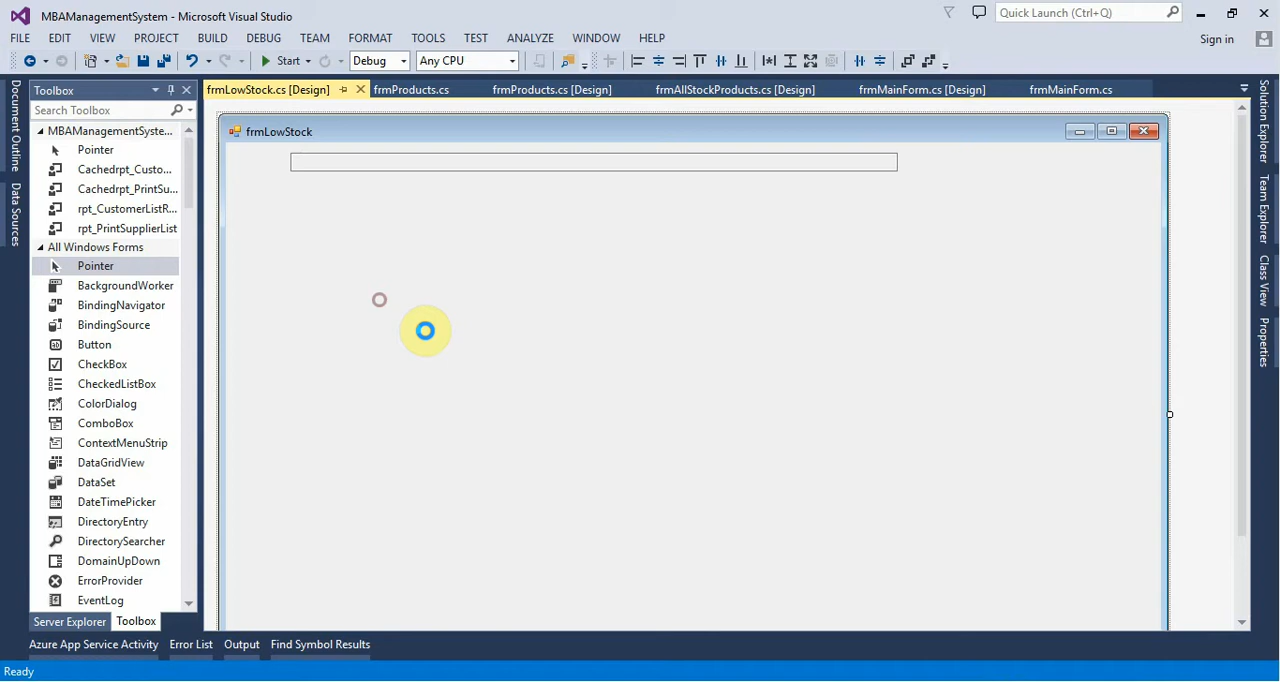 MBAManagementSystem - Microsoft Visual Studio
Quick Launch (Ctrl+Q)
FILE EDIT VIEW PROJECT BUILD DEBUG TEAM FORMAT TOOLS TEST ANALYZE WINDOW HELP
Sign in
Start Debug Any CPU
Toolbox
frmLowStock.cs [Design] frmProducts.cs frmProducts.cs [Design] frmAllStockProducts.cs [Design] frmMainForm.cs [Design] frmMainForm.cs
Search Toolbox
MBAManagementSyste...
Pointer
Cachedrpt_Custo...
Cachedrpt_PrintSu...
rpt_CustomerListR...
rpt_PrintSupplierList
All Windows Forms
Pointer
BackgroundWorker
BindingNavigator
BindingSource
Button
CheckBox
CheckedListBox
ColorDialog
ComboBox
ContextMenuStrip
DataGridView
DataSet
DateTimePicker
DirectoryEntry
DirectorySearcher
DomainUpDown
ErrorProvider
EventLog
frmLowStock
Document Outline
Data Sources
Solution Explorer
Team Explorer
Class View
Properties
Server Explorer Toolbox
Azure App Service Activity Error List Output Find Symbol Results
Ready